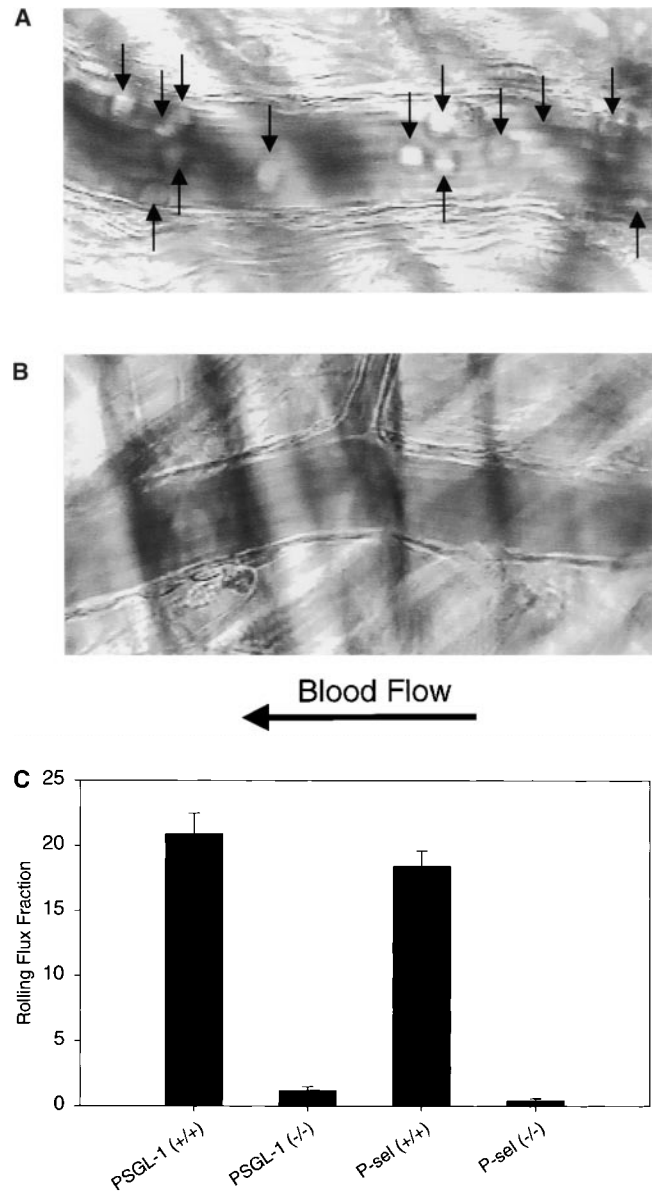 A
B
Blood Flow
C
25
20
15
10
5
0
Rolling Flux Fraction
PSGL-1 (+/+)
PSGL-1 (-/-)
P-sel (+/+)
P-sel (-/-)